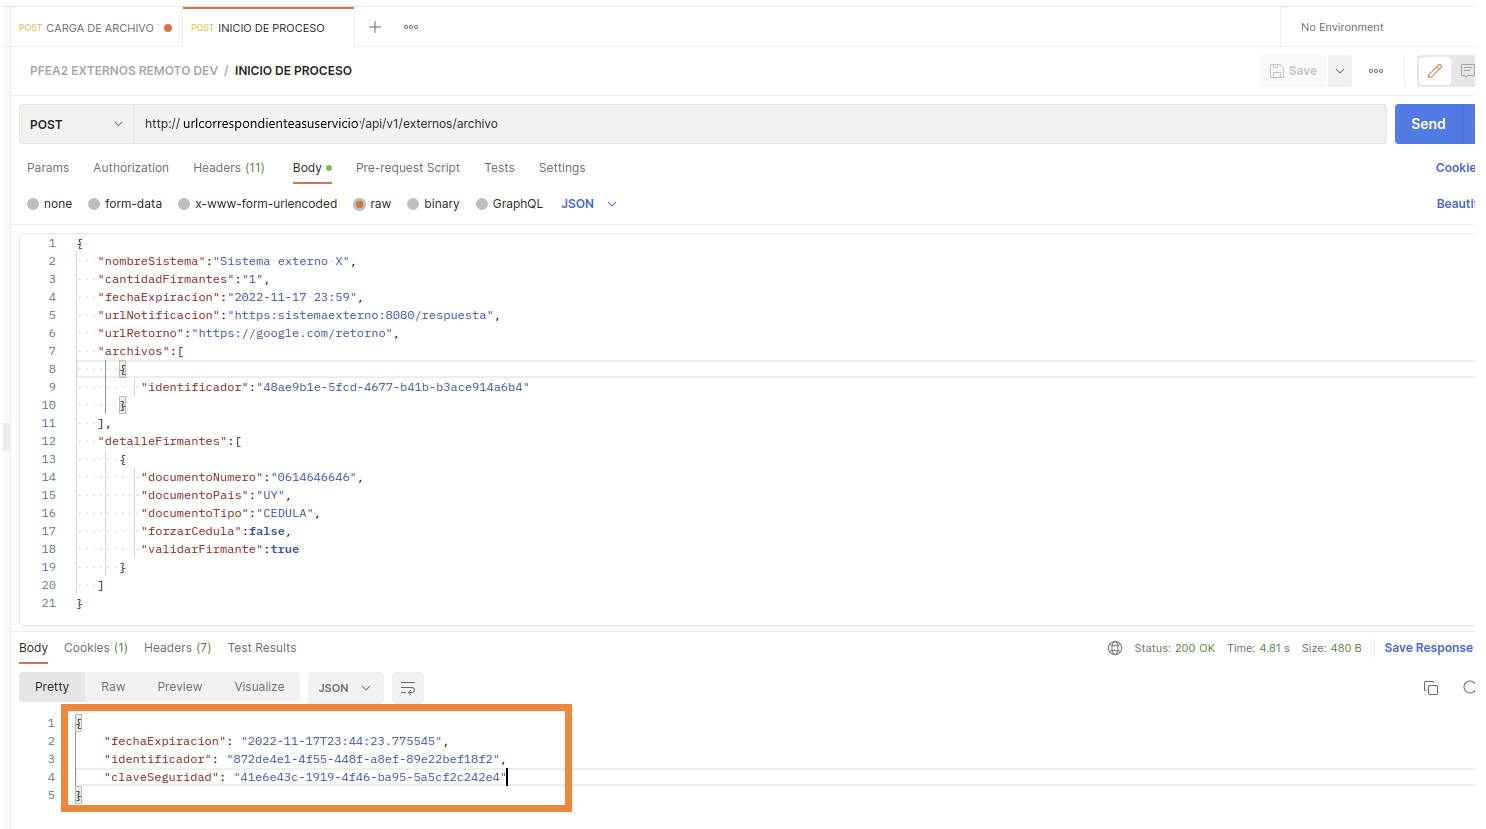 POST CARGA DE ARCHIVO
POST INICIO DE PROCESO
No Environment
PFEA2 EXTERNOS REMOTO DEV / INICIO DE PROCESO
Save
POST
http:// urlcorrespondienteasuservicio/api/v1/externos/archivo
Send
Params Authorization Headers (11) Body Pre-request Script Tests Settings
Cookie
none form-data x-www-form-urlencoded raw binary GraphQL JSON
Beautif
1 {
2 "nombreSistema":"Sistema externo X",
3 "cantidadFirmantes":"1",
4 "fechaExpiracion":"2022-11-17 23:59",
5 "urlNotificacion":"https:sistemaexterno:8080/respuesta",
6 "urlRetorno":"https://google.com/retorno",
7 "archivos":[
8 {
9 "identificador":"48ae9b1e-5fcd-4677-b41b-b3ace914a6b4"
10 }
11 ],
12 "detalleFirmantes":[
13 {
14 "documentoNumero":"0614646646",
15 "documentoPais":"UY",
16 "documentoTipo":"CEDULA",
17 "forzarCedula":false,
18 "validarFirmante":true
19 }
20 ]
21 }
Body Cookies (1) Headers (7) Test Results
Status: 200 OK Time: 4.81 s Size: 480 B Save Response
Pretty Raw Preview Visualize JSON
1 {
2 "fechaExpiracion": "2022-11-17T23:44:23.775545",
3 "identificador": "872de4e1-4f55-448f-a8ef-89e22bef18f2",
4 "claveSeguridad": "41e6e43c-1919-4f46-ba95-5a5cf2c242e4"
5 }